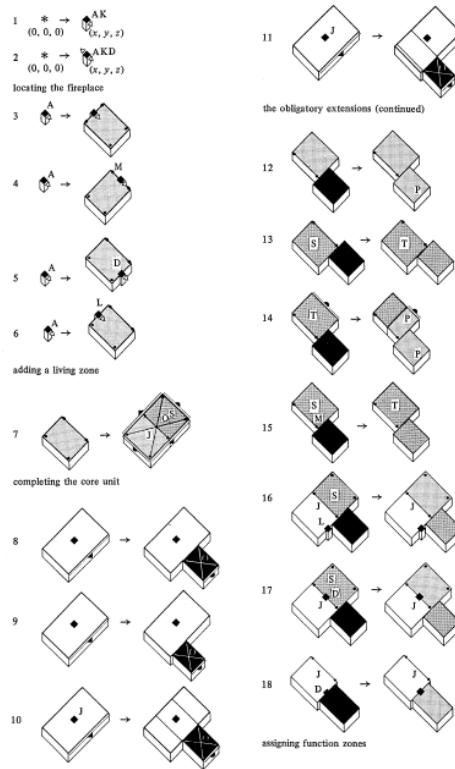 1 * → A K
(0, 0, 0) (x, y, z)
2 * → A K D
(0, 0, 0) (x, y, z)
locating the fireplace
3 A →
4 A → M
5 A → D
6 A → L
adding a living zone
7 → J O S
completing the core unit
8 →
9 →
10 J →
11 J →
the obligatory extensions (continued)
12 → P
13 S → T
14 T → P P
15 S M → T
16 S J L → J
17 S D J → J
18 J D → J
assigning function zones